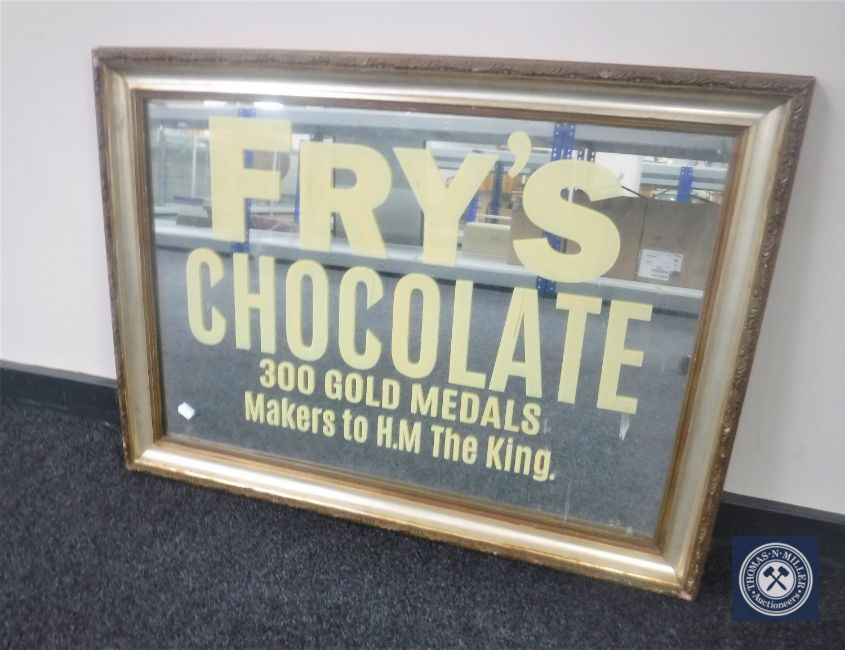 FRY'S
CHOCOLATE
300 GOLD MEDALS
Makers to H.M The King.
THOMAS·N·MILLER
Auctioneers